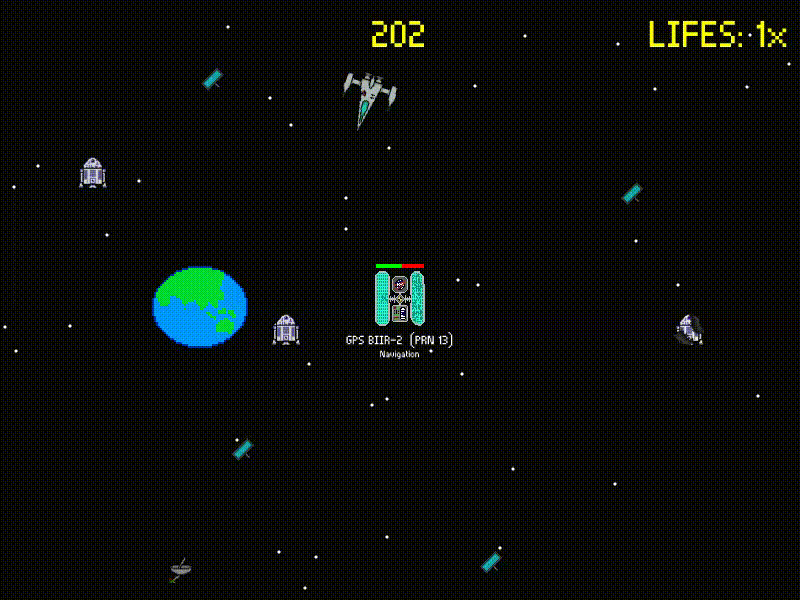 202
LIFES: 1x
GPS BIIR-2 (PRN 13)
Navigation